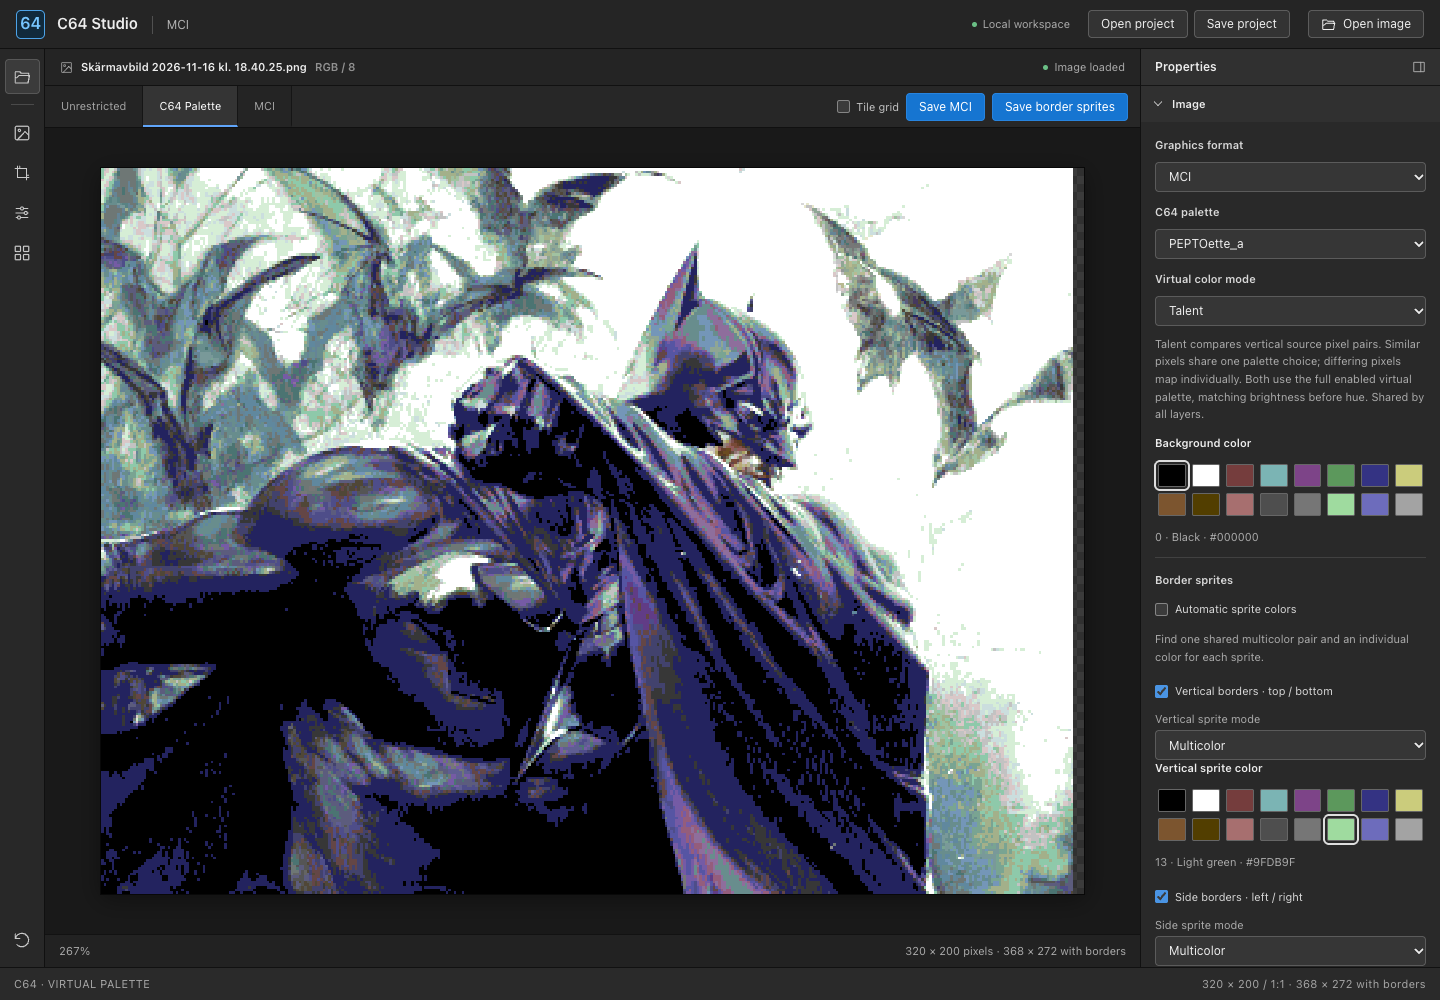 64 C64 Studio MCI
Local workspace Open project Save project Open image
Skärmavbild 2026-11-16 kl. 18.40.25.png RGB / 8 Image loaded
Unrestricted C64 Palette MCI Tile grid Save MCI Save border sprites
Properties
Image
Graphics format
MCI
C64 palette
PEPTOette_a
Virtual color mode
Talent
Talent compares vertical source pixel pairs. Similar
pixels share one palette choice; differing pixels
map individually. Both use the full enabled virtual
palette, matching brightness before hue. Shared by
all layers.
Background color
0 · Black · #000000
Border sprites
Automatic sprite colors
Find one shared multicolor pair and an individual
color for each sprite.
Vertical borders · top / bottom
Vertical sprite mode
Multicolor
Vertical sprite color
13 · Light green · #9FDB9F
Side borders · left / right
Side sprite mode
Multicolor
267% 320 × 200 pixels · 368 × 272 with borders
C64 · VIRTUAL PALETTE 320 × 200 / 1:1 · 368 × 272 with borders